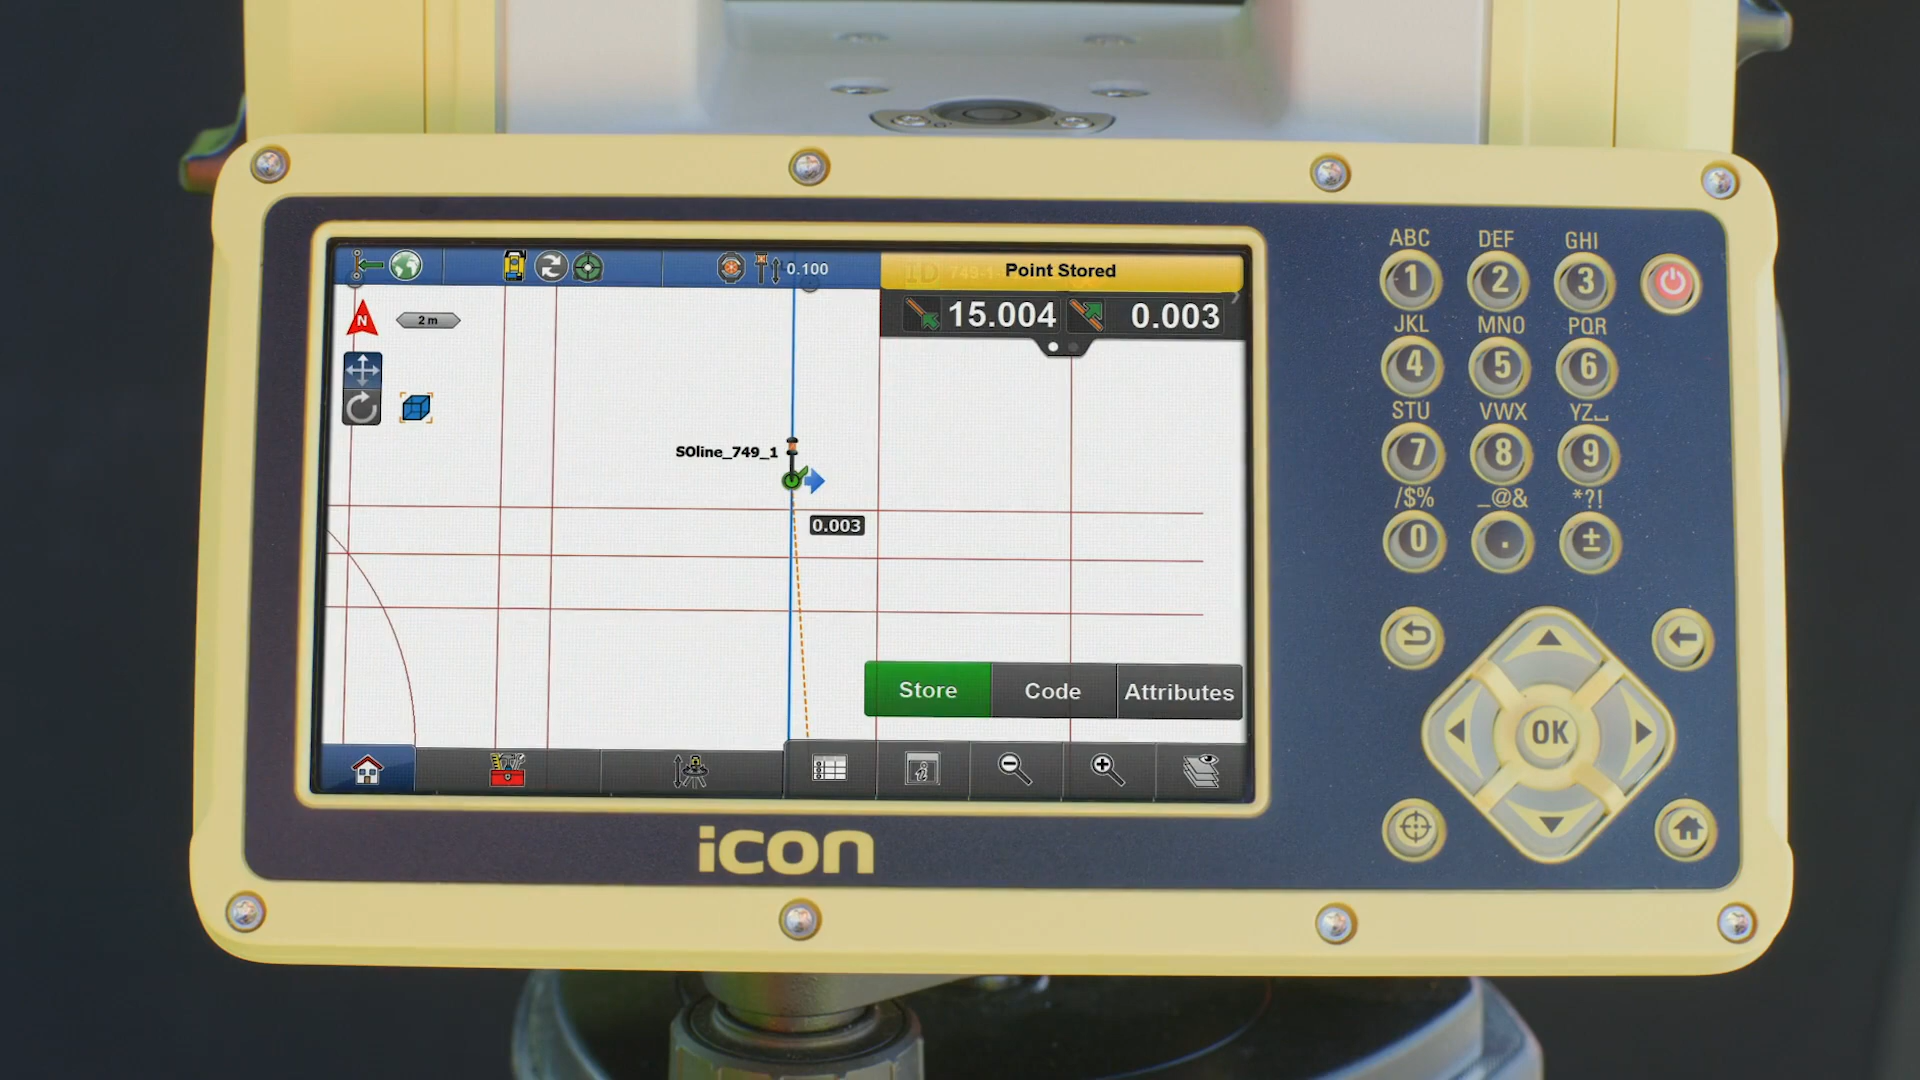 0.100
Point Stored
N
2 m
15.004
0.003
SOline_749_1
0.003
Store
Code
Attributes
icon
ABC
DEF
GHI
1
2
3
JKL
MNO
PQR
4
5
6
STU
VWX
YZ⎵
7
8
9
/$%
_@&
*?!
0
.
±
OK